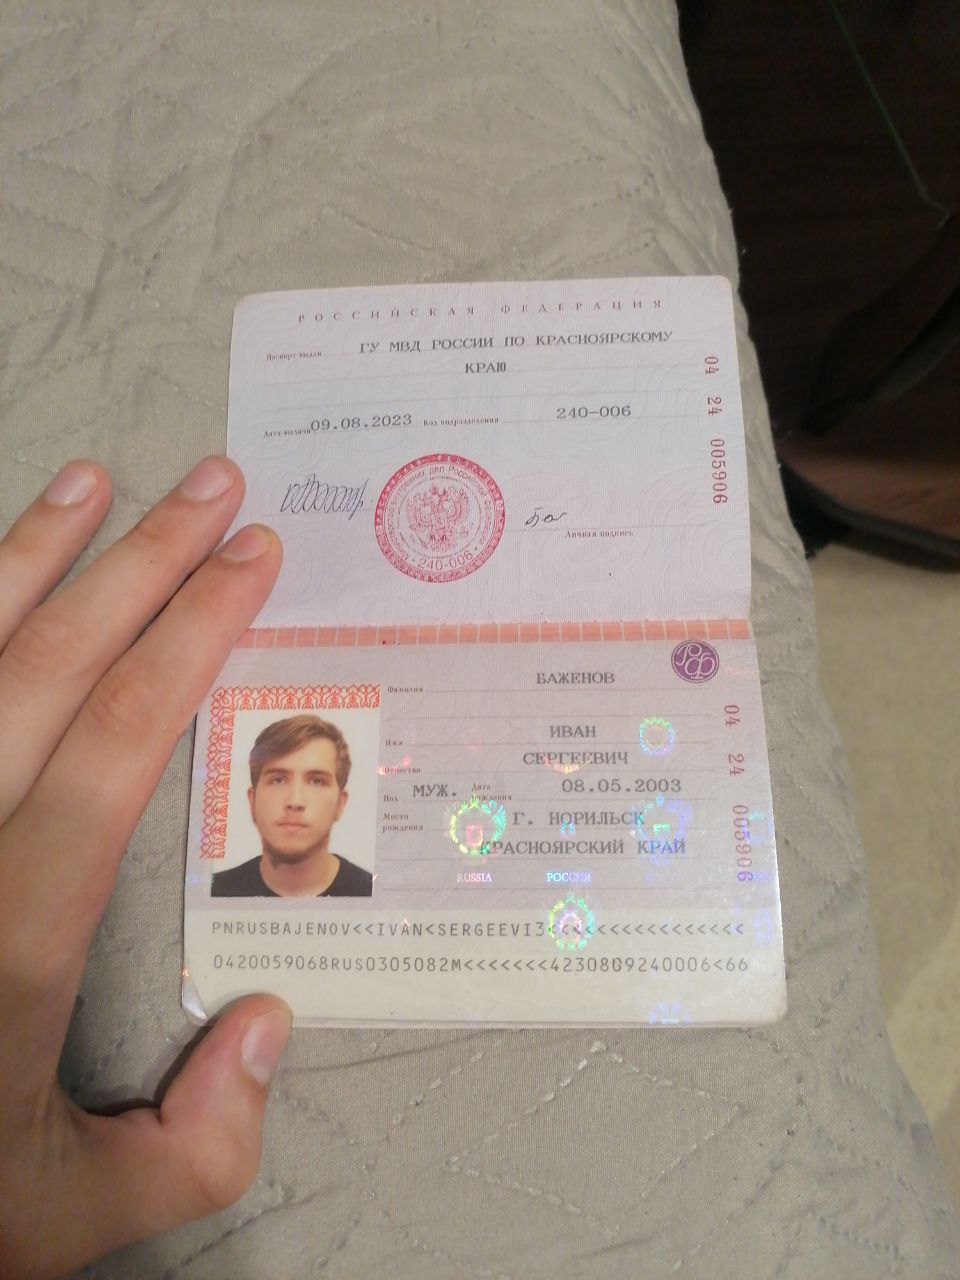 РОССИЙСКАЯ ФЕДЕРАЦИЯ
Паспорт выдан ГУ МВД РОССИИ ПО КРАСНОЯРСКОМУ
КРАЮ
Дата выдачи 09.08.2023 Код подразделения 240-006
04 24 005906
240-006
Личная подпись
РФ
Фамилия БАЖЕНОВ
Имя ИВАН
Отчество СЕРГЕЕВИЧ
Пол МУЖ. Дата рождения 08.05.2003
Место рождения Г. НОРИЛЬСК
КРАСНОЯРСКИЙ КРАЙ
RUSSIA РОССИЯ
04 24 005906
PNRUSBAJENOV<<IVAN<SERGEEVI3<<<<<<<<<<<<<<<<
0420059068RUS0305082M<<<<<<<4230809240006<66